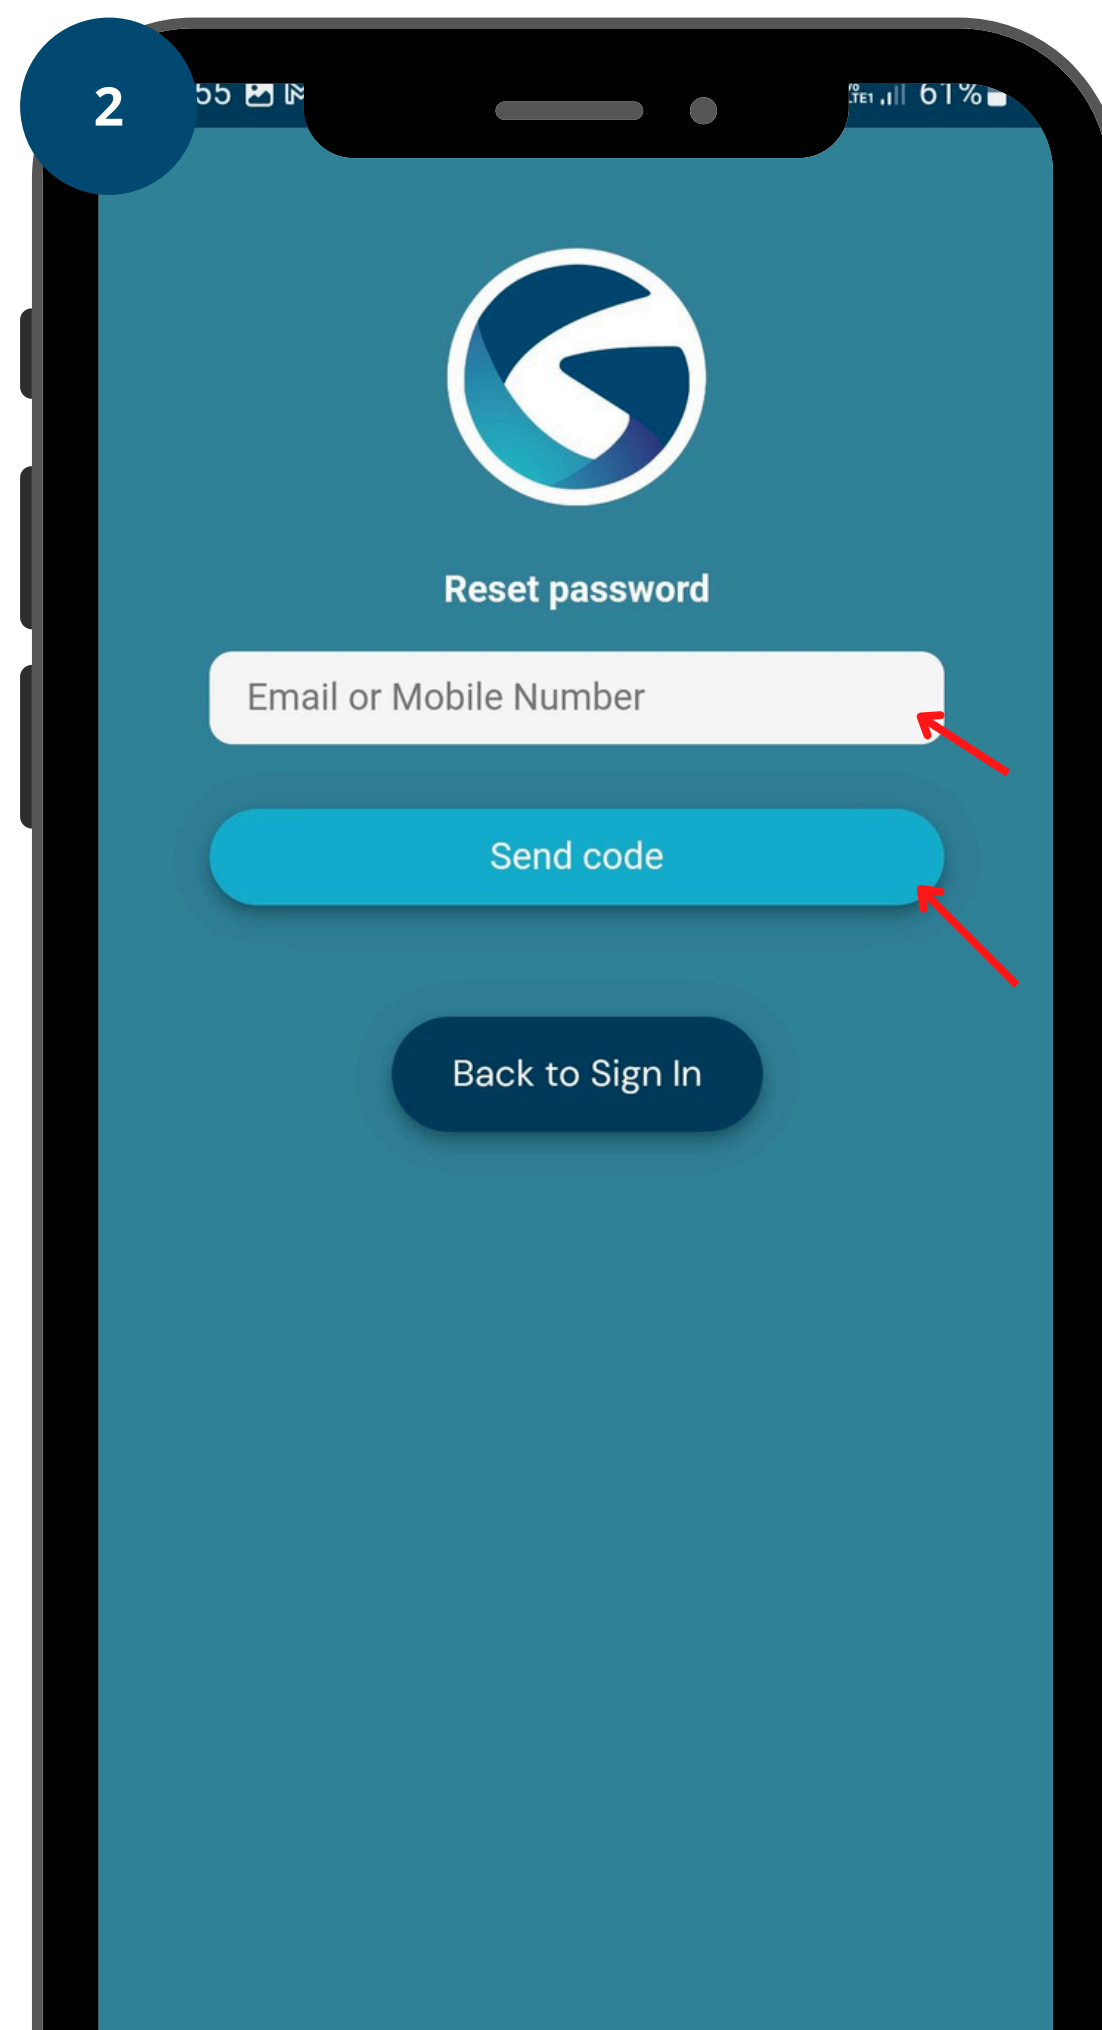 2
55
61%
Reset password
Email or Mobile Number
Send code
Back to Sign In